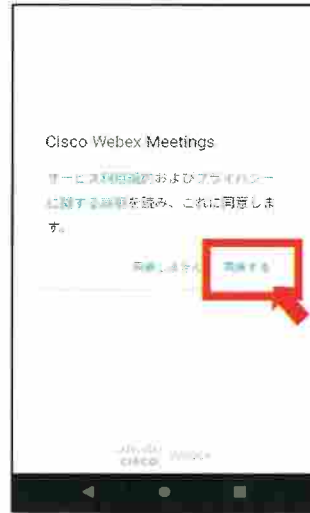 Cisco Webex Meetings
サービス利用規約およびプライバシー
に関する声明を読み、これに同意しま
す。
同意しません 同意する
CISCO Webex